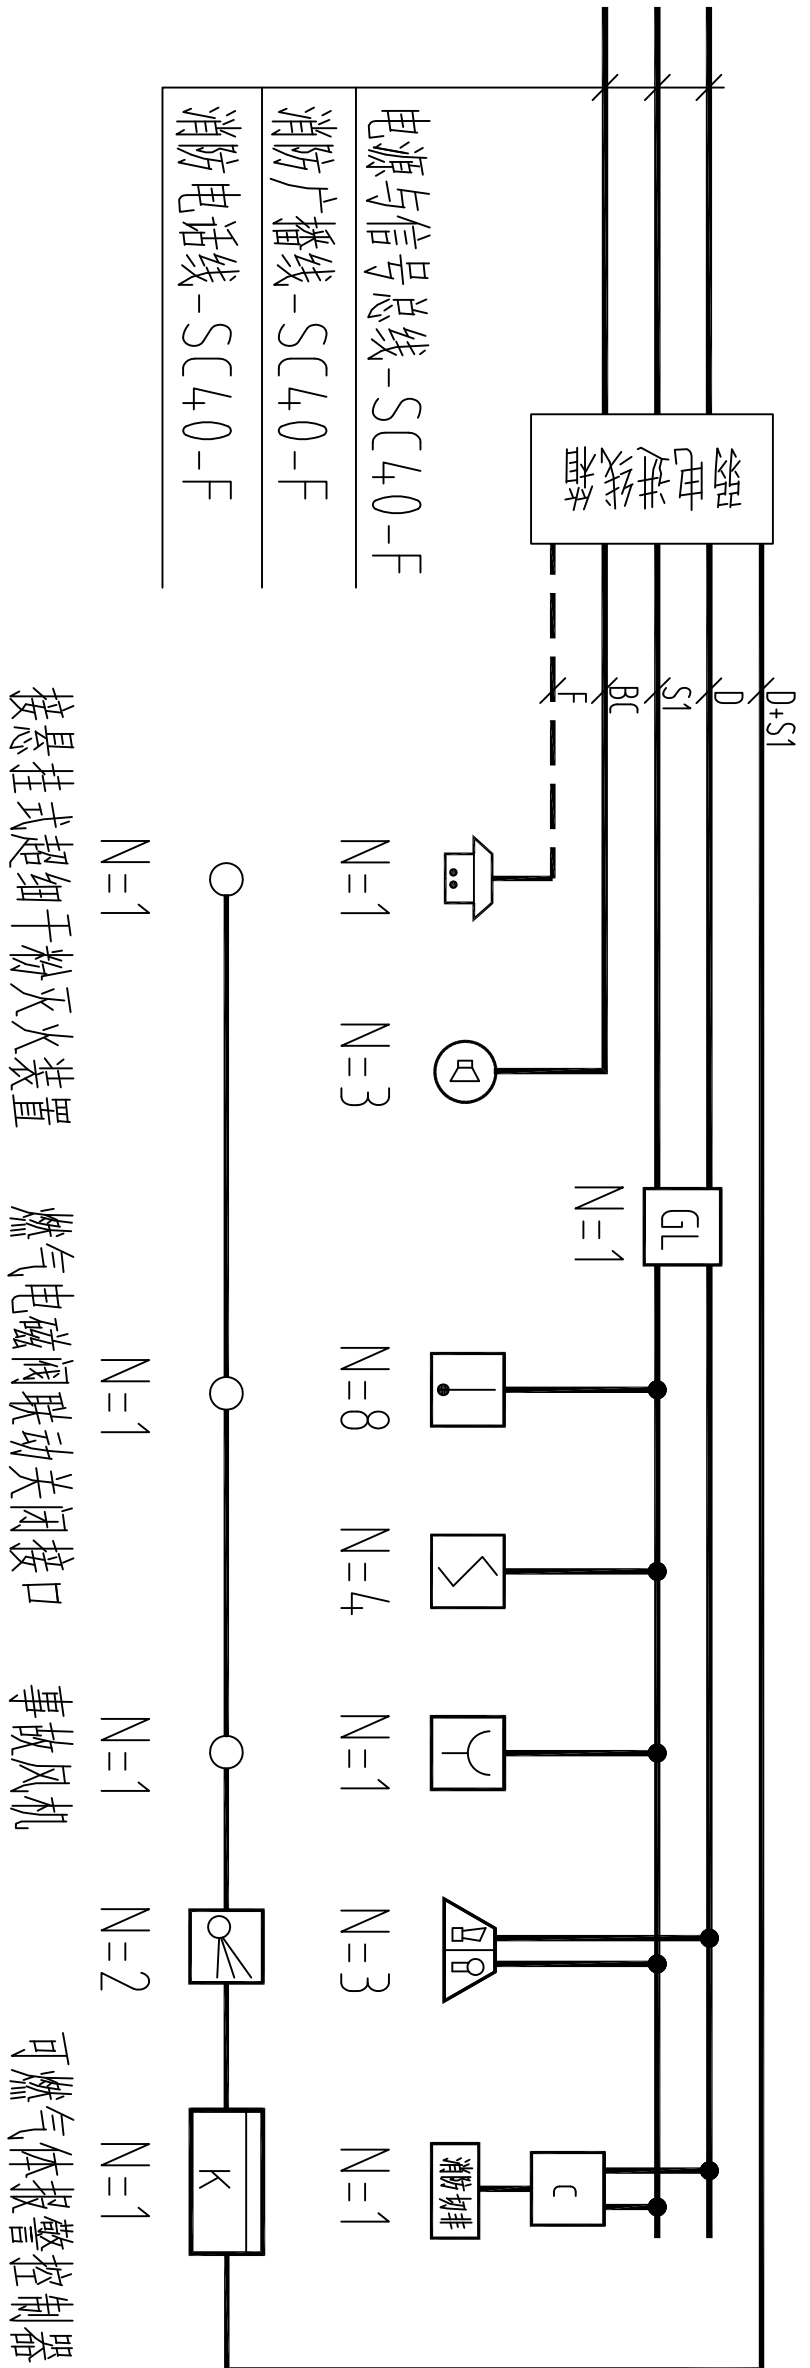 电源与信号总线-SC40-F
消防广播线-SC40-F
消防电话线-SC40-F
弱电进线箱
D+S1
D
S1
BC
F
GL
N=1
N=1
N=3
N=8
N=4
N=1
N=3
N=1
C
消防切非
K
N=1
N=1
N=1
N=2
N=1
接悬挂式超细干粉灭火装置
燃气电磁阀联动关闭接口
事故风机
可燃气体报警控制器